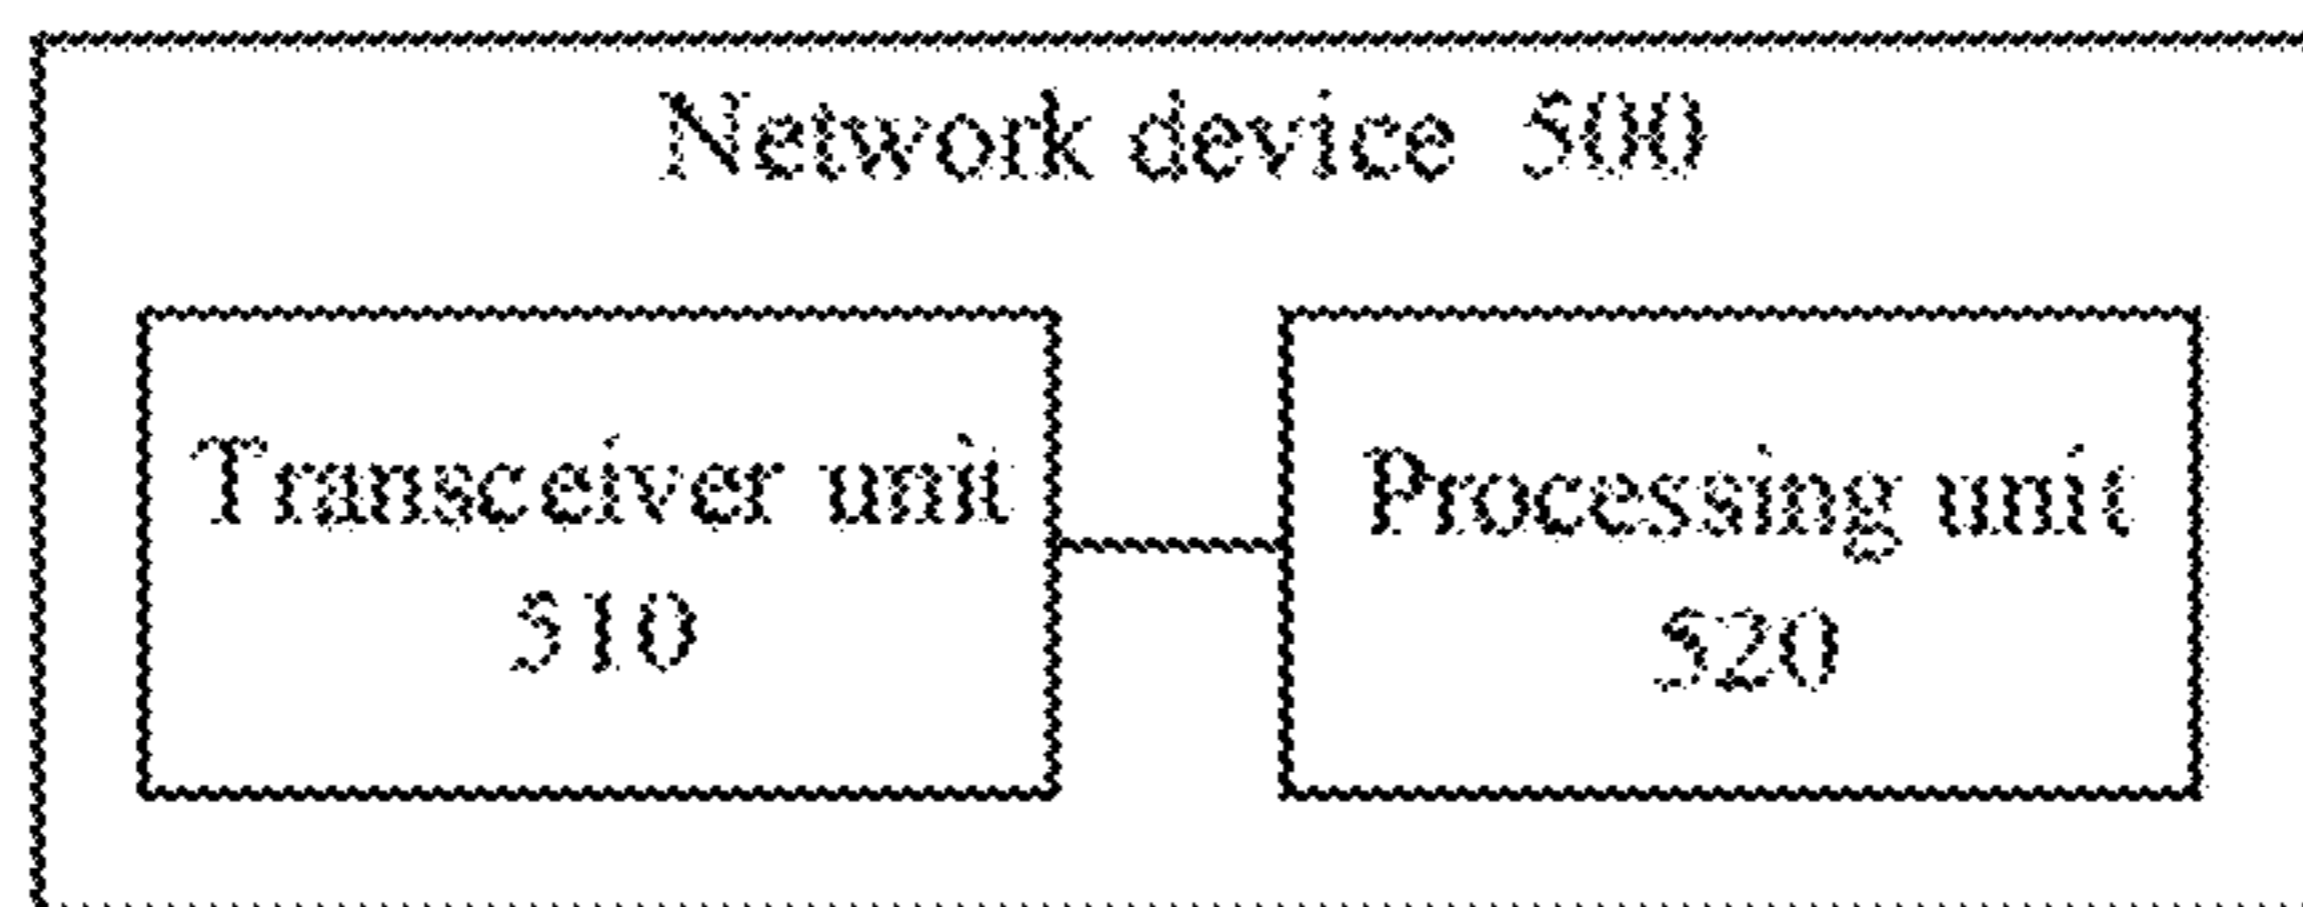 Network device 500
Transceiver unit
510
Processing unit
520